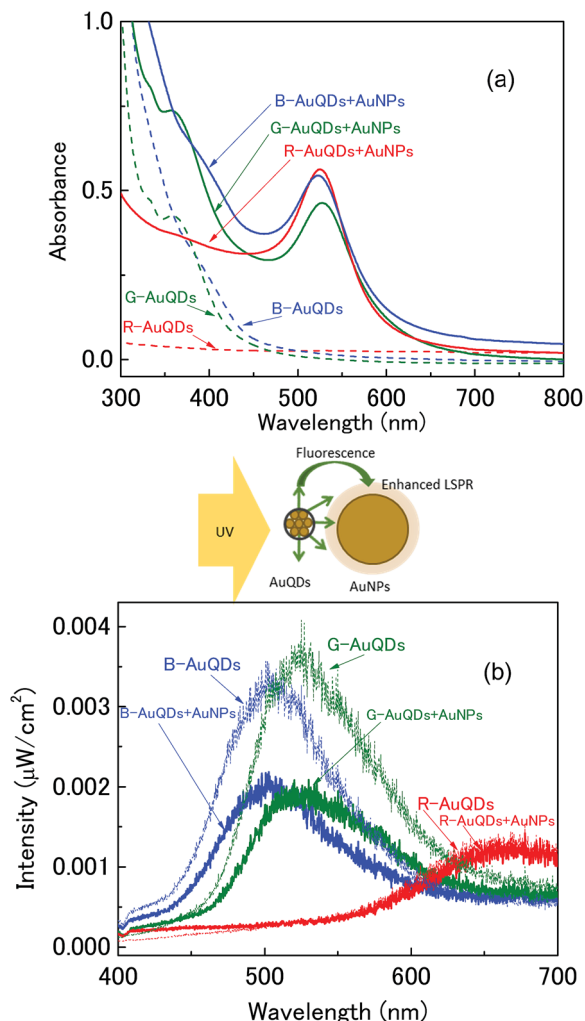 1.0
(a)
B-AuQDs+AuNPs
G-AuQDs+AuNPs
R-AuQDs+AuNPs
0.5
Absorbance
G-AuQDs
B-AuQDs
R-AuQDs
0.0
300 400 500 600 700 800
Wavelength (nm)
Fluorescence
Enhanced LSPR
UV
AuQDs
AuNPs
0.004
G-AuQDs
B-AuQDs
(b)
B-AuQDs+AuNPs
G-AuQDs+AuNPs
0.003
Intensity (μW/cm²)
0.002
R-AuQDs
R-AuQDs+AuNPs
0.001
0.000
400 500 600 700
Wavelength (nm)